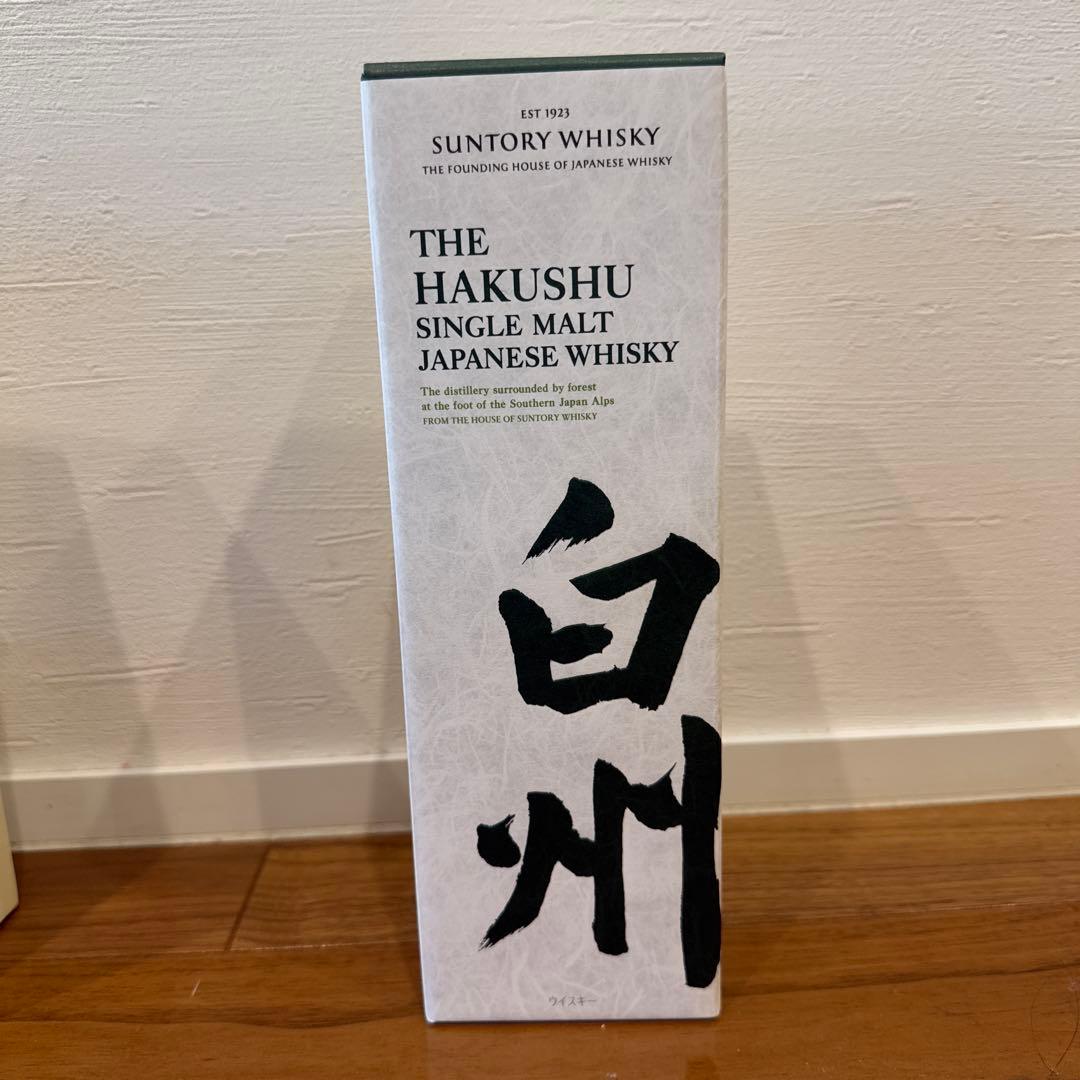 EST 1923
SUNTORY WHISKY
THE FOUNDING HOUSE OF JAPANESE WHISKY
THE
HAKUSHU
SINGLE MALT
JAPANESE WHISKY
The distillery surrounded by forest
at the foot of the Southern Japan Alps
FROM THE HOUSE OF SUNTORY WHISKY
白
州
ウイスキー